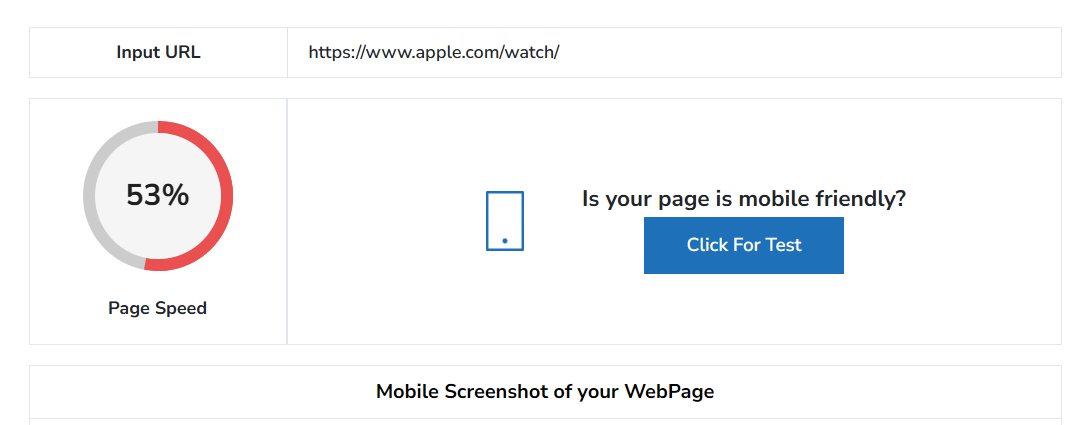 Input URL
https://www.apple.com/watch/
53%
Page Speed
Is your page is mobile friendly?
Click For Test
Mobile Screenshot of your WebPage